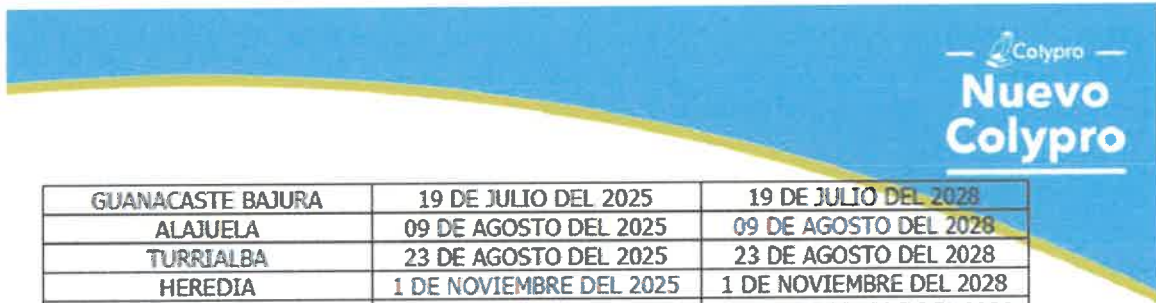 Colypro
Nuevo
Colypro
GUANACASTE BAJURA 19 DE JULIO DEL 2025 19 DE JULIO DEL 2028
ALAJUELA 09 DE AGOSTO DEL 2025 09 DE AGOSTO DEL 2028
TURRIALBA 23 DE AGOSTO DEL 2025 23 DE AGOSTO DEL 2028
HEREDIA 1 DE NOVIEMBRE DEL 2025 1 DE NOVIEMBRE DEL 2028